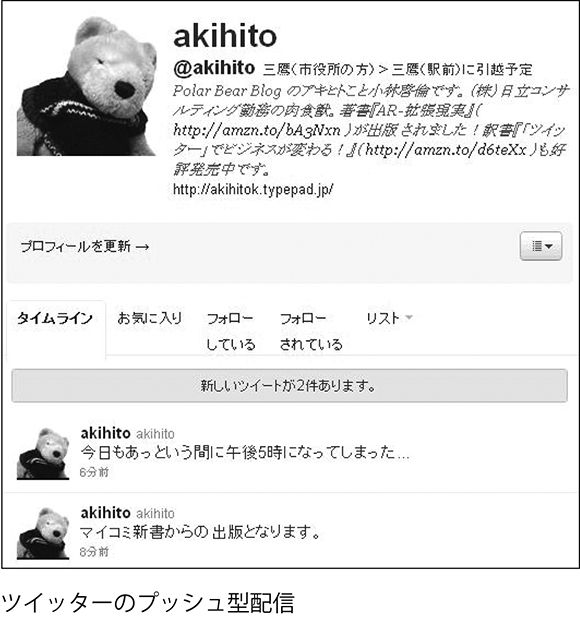 akihito
@akihito 三鷹（市役所の方）＞三鷹（駅前）に引越予定
Polar Bear Blog のアキヒトこと小林啓倫です。（株）日立コンサ
ルティング勤務の肉食獣。著書『AR-拡張現実』（
http://amzn.to/bA3Nxn ）が出版されました！訳書『「ツイッ
ター」でビジネスが変わる！』（http://amzn.to/d6teXx ）も好
評発売中です。
http://akihitok.typepad.jp/
プロフィールを更新 →
タイムライン お気に入り フォロー
している フォロー
されている リスト
新しいツイートが2件あります。
akihito akihito
今日もあっという間に午後5時になってしまった...
6分前
akihito akihito
マイコミ新書からの出版となります。
8分前
ツイッターのプッシュ型配信